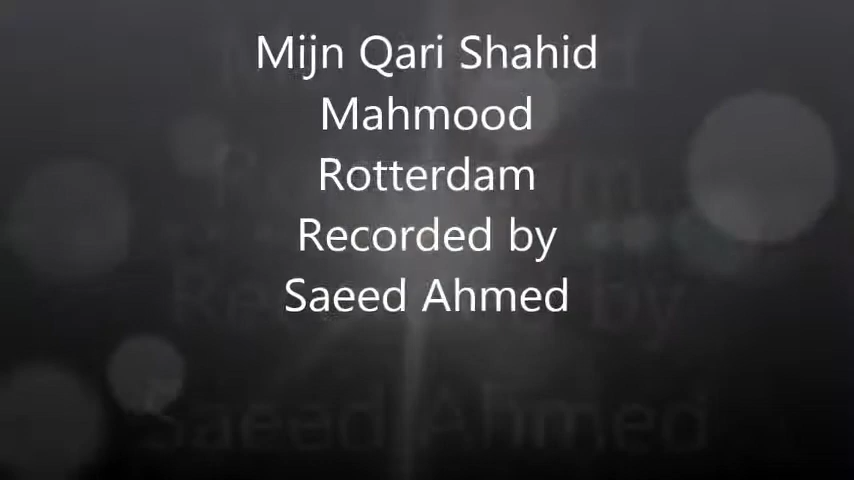 Mijn Qari Shahid
Mahmood
Rotterdam
Recorded by
Saeed Ahmed